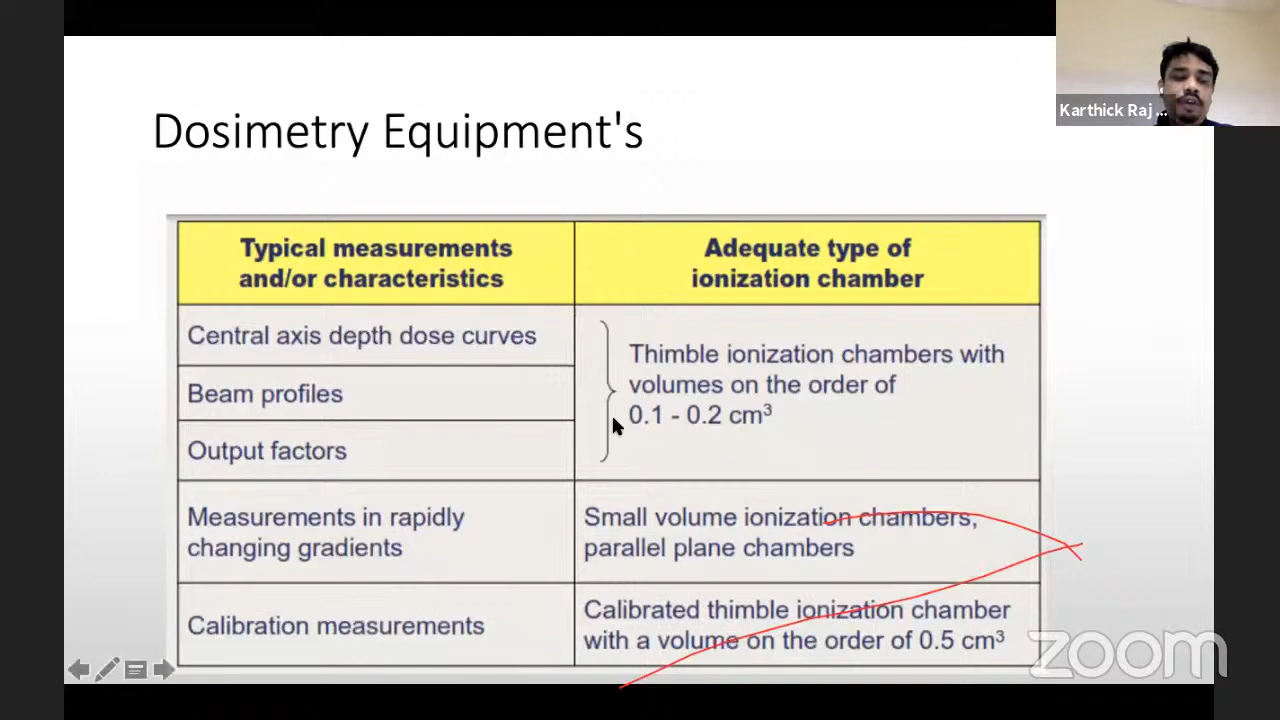 Karthick Raj ...
Dosimetry Equipment's
Typical measurements
and/or characteristics
Adequate type of
ionization chamber
Central axis depth dose curves
Beam profiles
Output factors
Thimble ionization chambers with
volumes on the order of
0.1 - 0.2 cm³
Measurements in rapidly
changing gradients
Small volume ionization chambers,
parallel plane chambers
Calibration measurements
Calibrated thimble ionization chamber
with a volume on the order of 0.5 cm³
zoom